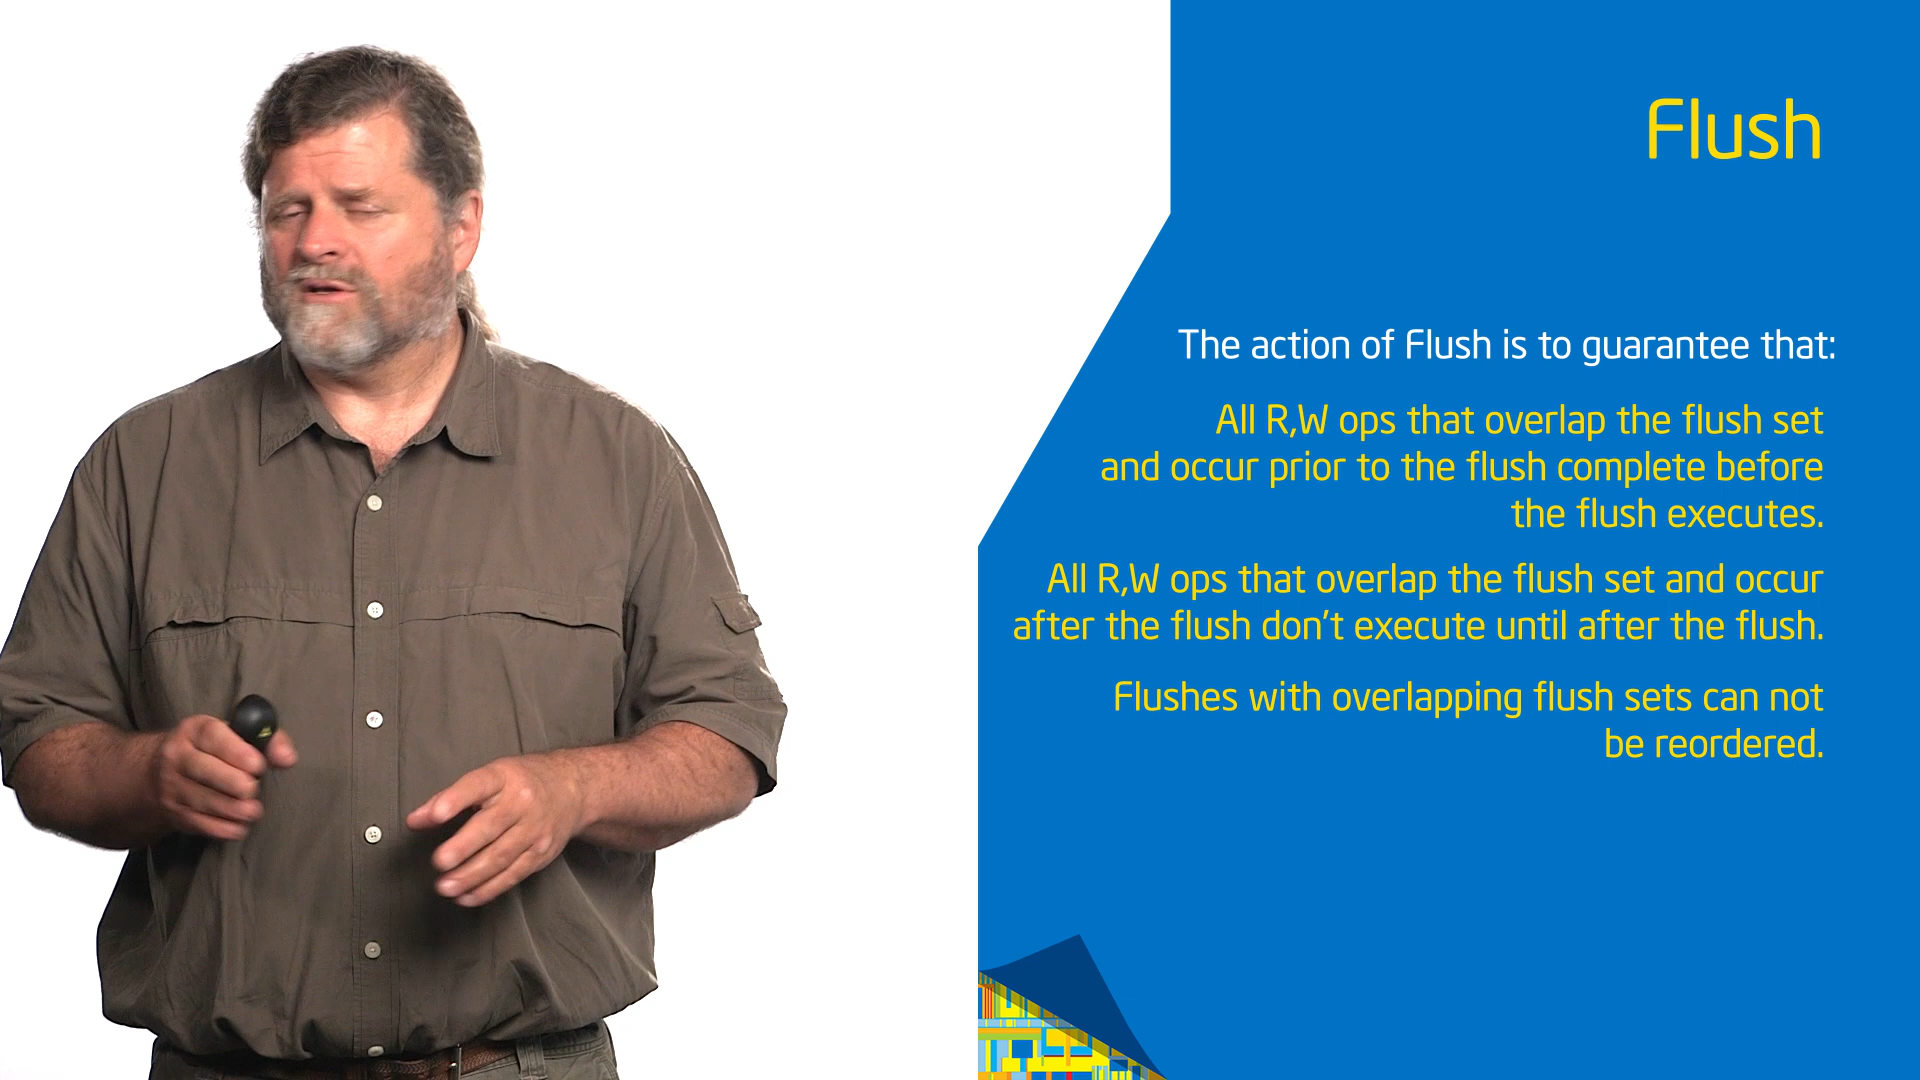 Flush
The action of Flush is to guarantee that:
All R,W ops that overlap the flush set
and occur prior to the flush complete before
the flush executes.
All R,W ops that overlap the flush set and occur
after the flush don't execute until after the flush.
Flushes with overlapping flush sets can not
be reordered.